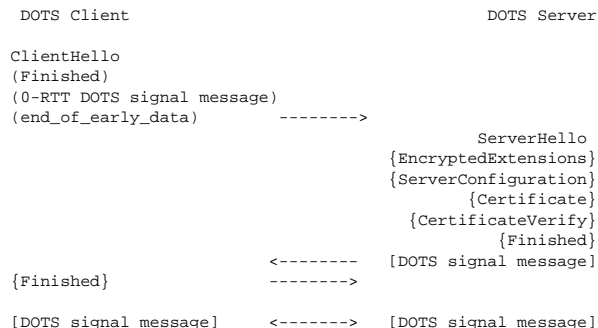 DOTS Client                                    DOTS Server
ClientHello
(Finished)
(0-RTT DOTS signal message)
(end_of_early_data)       -------->
ServerHello
{EncryptedExtensions}
{ServerConfiguration}
{Certificate}
{CertificateVerify}
{Finished}
<--------   [DOTS signal message]
{Finished}                -------->
[DOTS signal message]     <------->   [DOTS signal message]